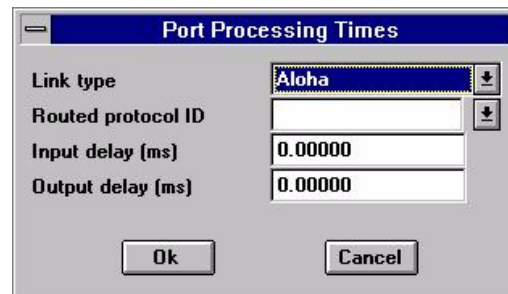 Port Processing Times
Link type Aloha
Routed protocol ID
Input delay (ms) 0.00000
Output delay (ms) 0.00000
Ok Cancel